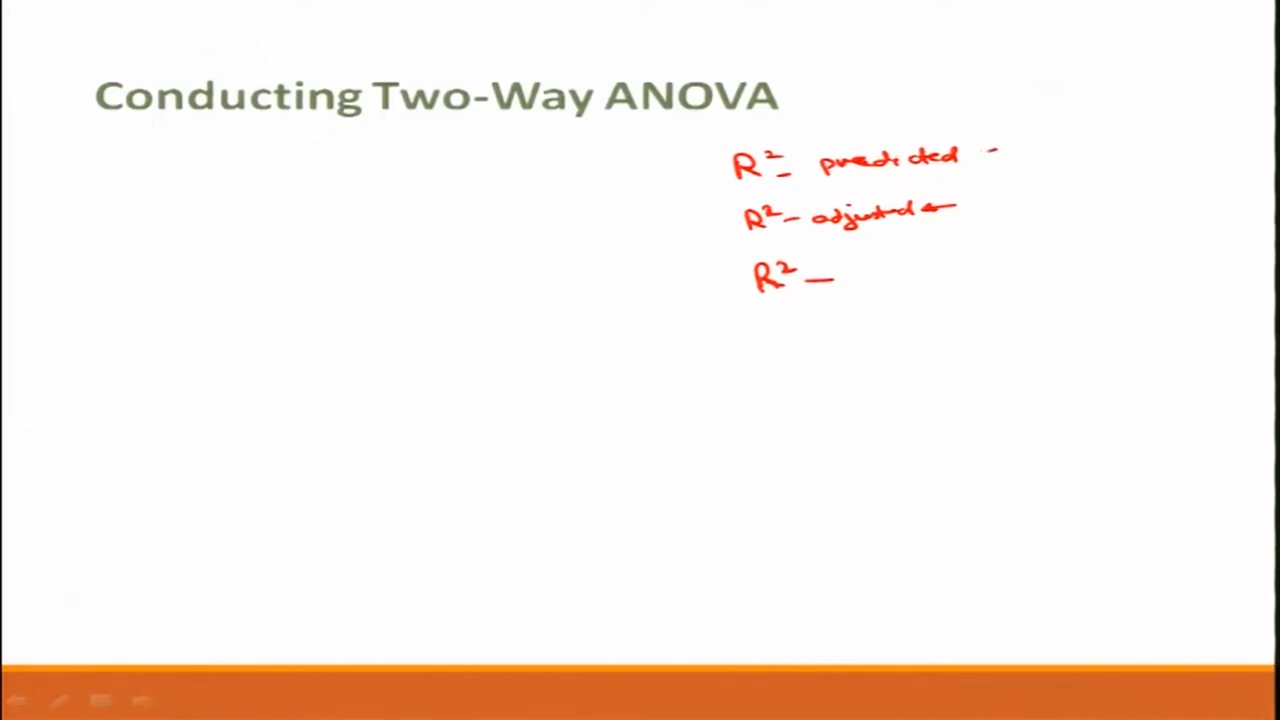 Conducting Two-Way ANOVA
R² - predicted -
R² - adjusted ←
R² —